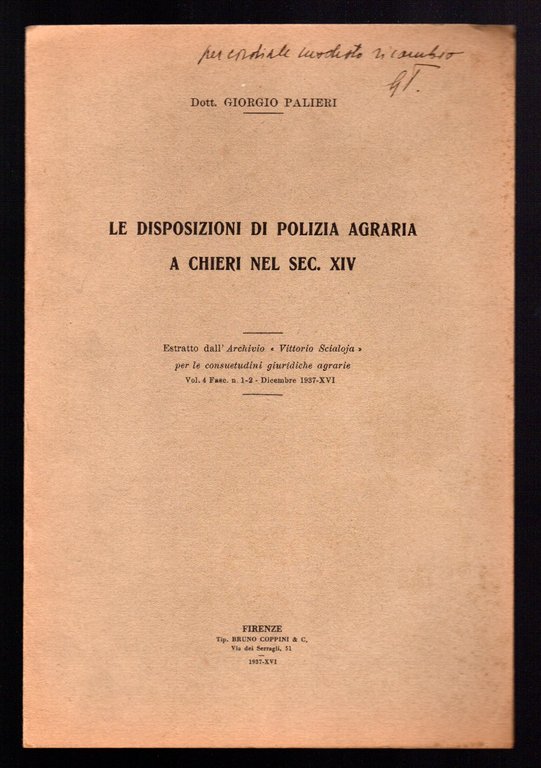 per cordiale modesto ricambio
GP.
Dott. GIORGIO PALIERI
LE DISPOSIZIONI DI POLIZIA AGRARIA
A CHIERI NEL SEC. XIV
Estratto dall'Archivio « Vittorio Scialoja »
per le consuetudini giuridiche agrarie
Vol. 4 Fasc. n. 1-2 - Dicembre 1937-XVI
FIRENZE
Tip. BRUNO COPPINI & C.
Via dei Serragli, 51
1937-XVI